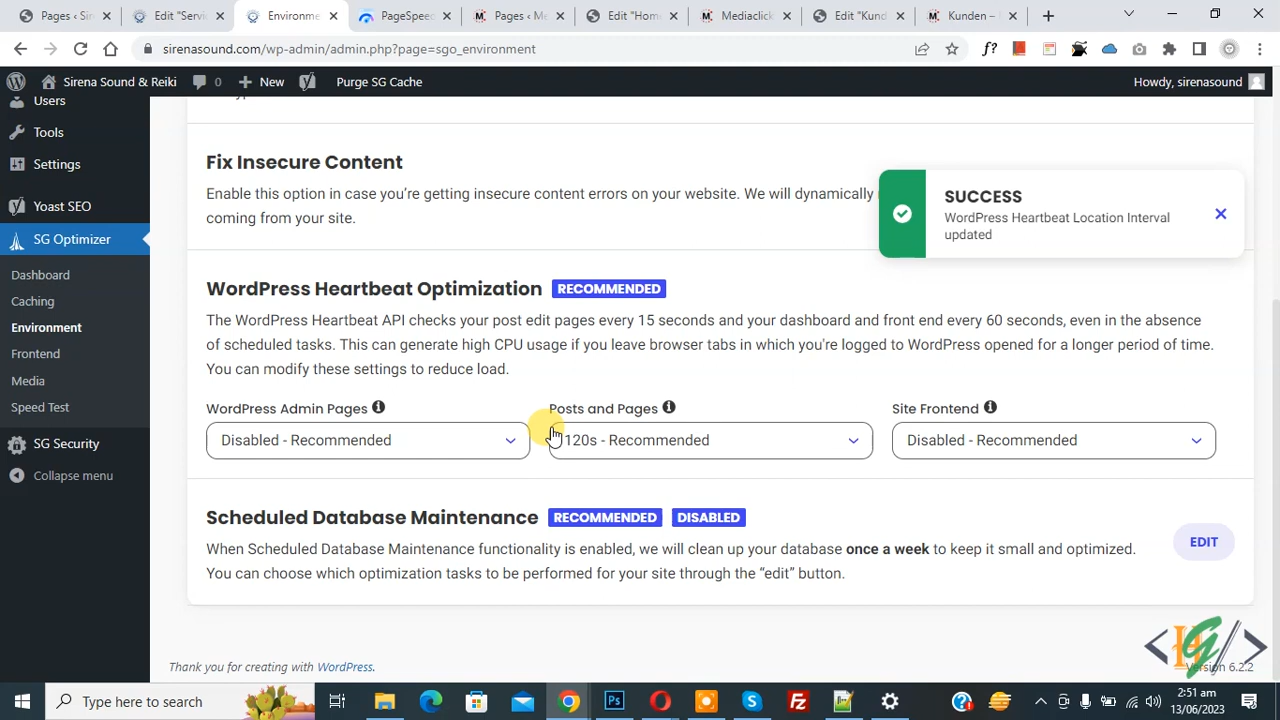 Pages ‹ Sir
Edit "Servi
Environme
PageSpeec
Pages ‹ Me
Edit "Hom
Mediaclick
Edit "Kund
Kunden –
sirenasound.com/wp-admin/admin.php?page=sgo_environment
f?
Sirena Sound & Reiki
0
New
Purge SG Cache
Howdy, sirenasound
Users
Tools
Settings
Yoast SEO
SG Optimizer
Dashboard
Caching
Environment
Frontend
Media
Speed Test
SG Security
Collapse menu
Fix Insecure Content
Enable this option in case you're getting insecure content errors on your website. We will dynamically
coming from your site.
SUCCESS
WordPress Heartbeat Location Interval
updated
WordPress Heartbeat Optimization RECOMMENDED
The WordPress Heartbeat API checks your post edit pages every 15 seconds and your dashboard and front end every 60 seconds, even in the absence
of scheduled tasks. This can generate high CPU usage if you leave browser tabs in which you're logged to WordPress opened for a longer period of time.
You can modify these settings to reduce load.
WordPress Admin Pages
Posts and Pages
Site Frontend
Disabled - Recommended
120s - Recommended
Disabled - Recommended
Scheduled Database Maintenance RECOMMENDED DISABLED
When Scheduled Database Maintenance functionality is enabled, we will clean up your database once a week to keep it small and optimized.
You can choose which optimization tasks to be performed for your site through the "edit" button.
EDIT
Thank you for creating with WordPress.
Version 6.2.2
Type here to search
2:51 am
13/06/2023